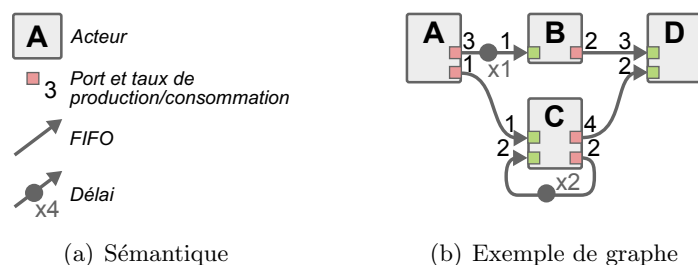 A Acteur
3 Port et taux de
production/consommation
FIFO
x4 Délai
(a) Sémantique
A 3 x1 1 B 2 3 D
1 2
1 C 4
2 2
x2
(b) Exemple de graphe